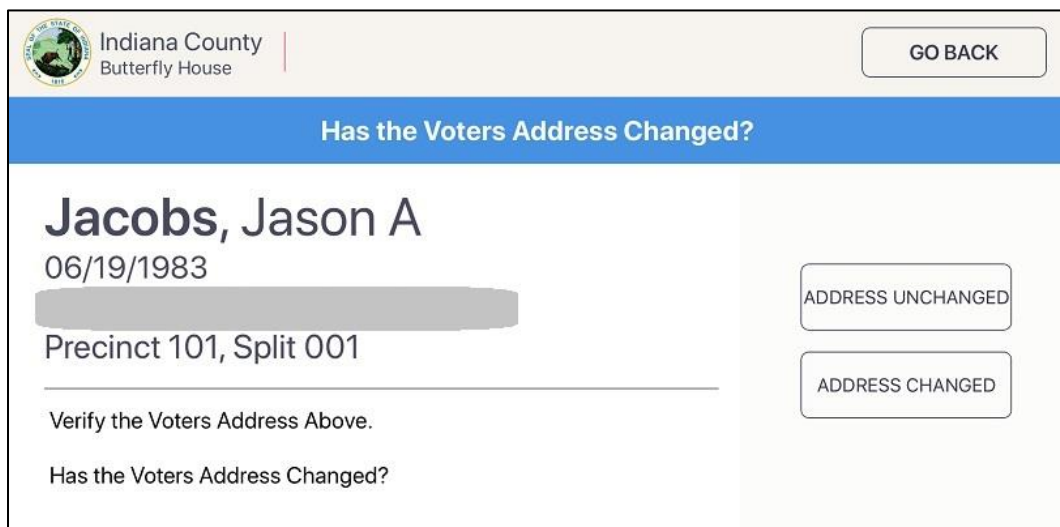 Indiana County
Butterfly House
GO BACK
Has the Voters Address Changed?
Jacobs, Jason A
06/19/1983
Precinct 101, Split 001
ADDRESS UNCHANGED
ADDRESS CHANGED
Verify the Voters Address Above.
Has the Voters Address Changed?